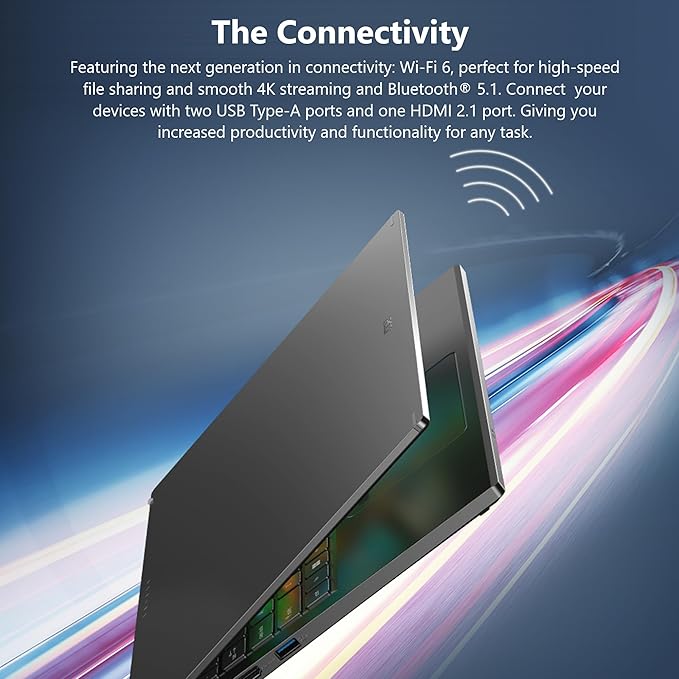 The Connectivity
Featuring the next generation in connectivity: Wi-Fi 6, perfect for high-speed
file sharing and smooth 4K streaming and Bluetooth® 5.1. Connect your
devices with two USB Type-A ports and one HDMI 2.1 port. Giving you
increased productivity and functionality for any task.